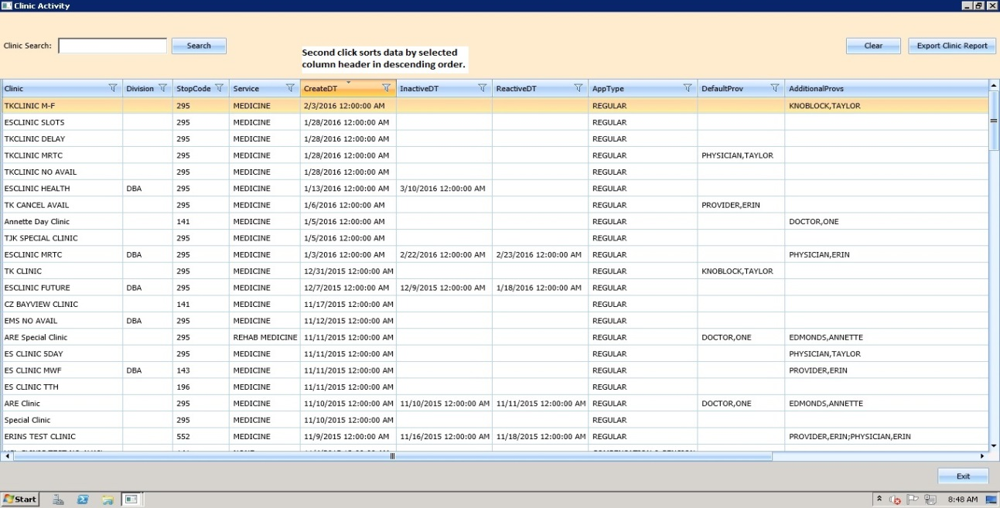 Clinic Activity
Clinic Search: Search
Second click sorts data by selected
column header in descending order.
Clear Export Clinic Report
Clinic Division StopCode Service CreateDT InactiveDT ReactiveDT AppType DefaultProv AdditionalProvs
TKCLINIC M-F 295 MEDICINE 2/3/2016 12:00:00 AM REGULAR KNOBLOCK,TAYLOR
ESCLINIC SLOTS 295 MEDICINE 1/28/2016 12:00:00 AM REGULAR
TKCLINIC DELAY 295 MEDICINE 1/28/2016 12:00:00 AM REGULAR
TKCLINIC MRTC 295 MEDICINE 1/28/2016 12:00:00 AM REGULAR PHYSICIAN,TAYLOR
TKCLINIC NO AVAIL 295 MEDICINE 1/28/2016 12:00:00 AM REGULAR
ESCLINIC HEALTH DBA 295 MEDICINE 1/13/2016 12:00:00 AM 3/10/2016 12:00:00 AM REGULAR
TK CANCEL AVAIL 295 MEDICINE 1/6/2016 12:00:00 AM REGULAR PROVIDER,ERIN
Annette Day Clinic 141 MEDICINE 1/5/2016 12:00:00 AM REGULAR DOCTOR,ONE
TJK SPECIAL CLINIC 295 MEDICINE 1/5/2016 12:00:00 AM REGULAR
ESCLINIC MRTC DBA 295 MEDICINE 1/3/2016 12:00:00 AM 2/22/2016 12:00:00 AM 2/23/2016 12:00:00 AM REGULAR PHYSICIAN,ERIN
TK CLINIC 295 MEDICINE 12/31/2015 12:00:00 AM REGULAR KNOBLOCK,TAYLOR
ESCLINIC FUTURE DBA 295 MEDICINE 12/7/2015 12:00:00 AM 12/9/2015 12:00:00 AM 1/18/2016 12:00:00 AM REGULAR
CZ BAYVIEW CLINIC 141 MEDICINE 11/17/2015 12:00:00 AM REGULAR
EMS NO AVAIL DBA 295 MEDICINE 11/12/2015 12:00:00 AM REGULAR
ARE Special Clinic 295 REHAB MEDICINE 11/11/2015 12:00:00 AM REGULAR DOCTOR,ONE EDMONDS,ANNETTE
ES CLINIC 5DAY 295 MEDICINE 11/11/2015 12:00:00 AM REGULAR PHYSICIAN,TAYLOR
ES CLINIC MWF DBA 143 MEDICINE 11/11/2015 12:00:00 AM REGULAR PROVIDER,ERIN
ES CLINIC TTH 196 MEDICINE 11/11/2015 12:00:00 AM REGULAR
ARE Clinic 295 MEDICINE 11/10/2015 12:00:00 AM 11/10/2015 12:00:00 AM 11/11/2015 12:00:00 AM REGULAR DOCTOR,ONE EDMONDS,ANNETTE
Special Clinic 295 MEDICINE 11/10/2015 12:00:00 AM REGULAR
ERINS TEST CLINIC 552 MEDICINE 11/9/2015 12:00:00 AM 11/16/2015 12:00:00 AM 11/18/2015 12:00:00 AM REGULAR PROVIDER,ERIN;PHYSICIAN,ERIN
Exit
Start 8:48 AM